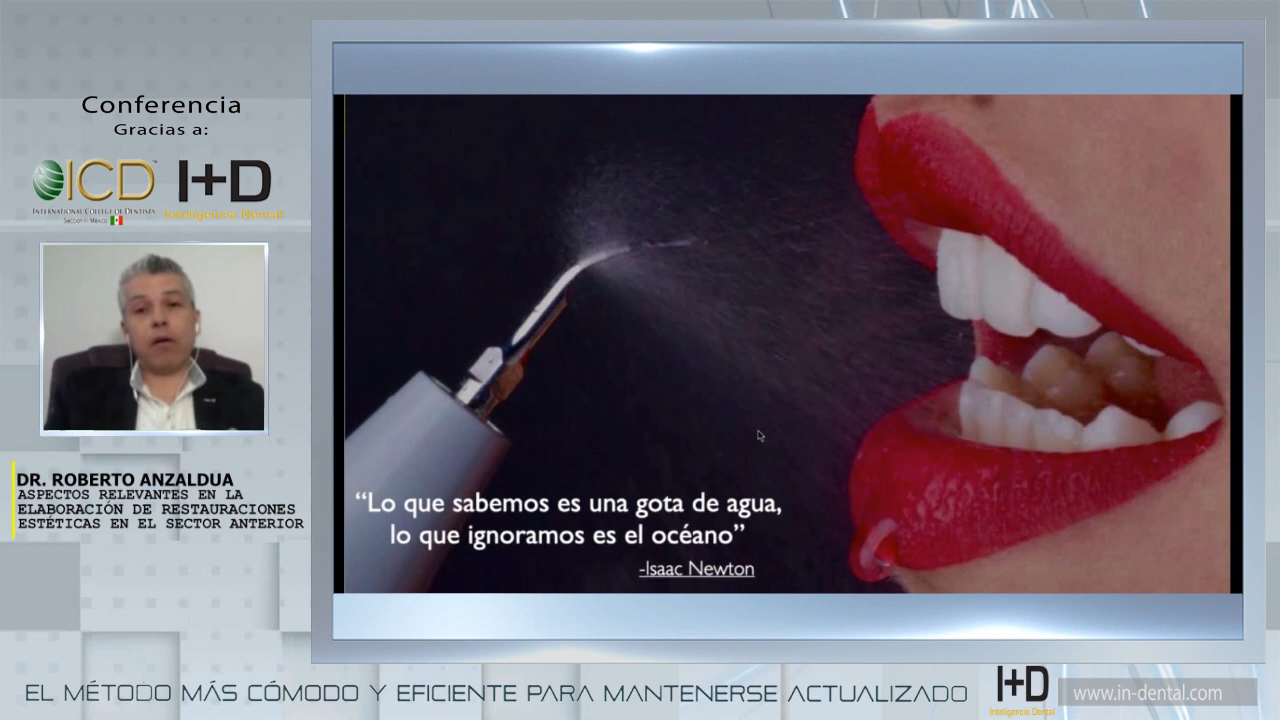 Conferencia
Gracias a:
ICD I+D
INTERNATIONAL COLLEGE OF DENTISTS
Inteligencia Dental
DR. ROBERTO ANZALDUA
ASPECTOS RELEVANTES EN LA
ELABORACIÓN DE RESTAURACIONES
ESTÉTICAS EN EL SECTOR ANTERIOR
“Lo que sabemos es una gota de agua,
lo que ignoramos es el océano”
-Isaac Newton
EL MÉTODO MÁS CÓMODO Y EFICIENTE PARA MANTENERSE ACTUALIZADO
I+D
Inteligencia Dental
www.in-dental.com